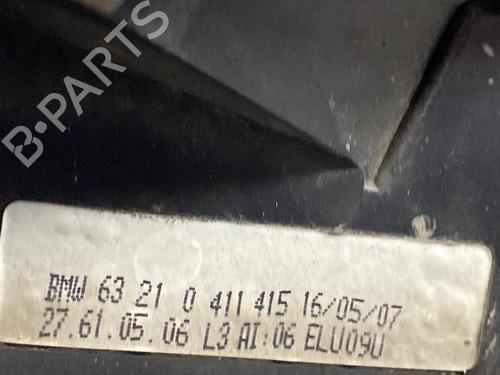 B-PARTS
BMW 63 21 0 411 415 16/05/07
27.61.05.06 L3 AI:06 ELU09U